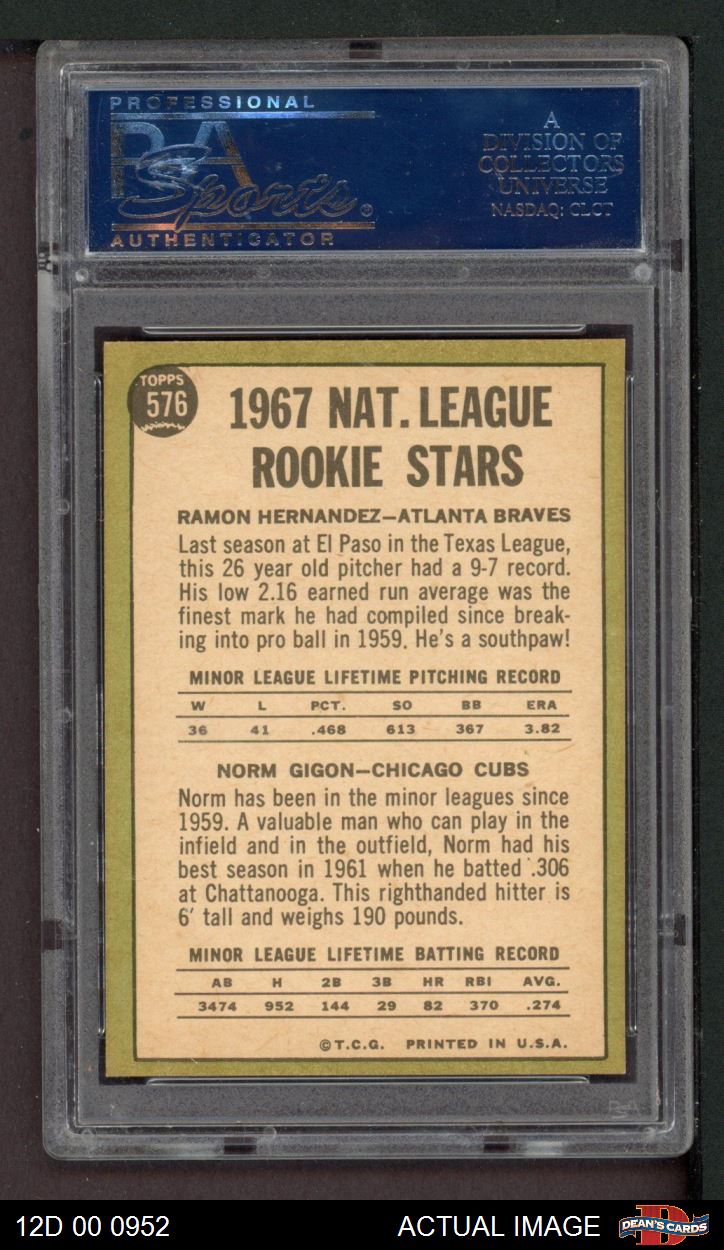 PROFESSIONAL
PSA
Sports®
AUTHENTICATOR
A
DIVISION OF
COLLECTORS
UNIVERSE
NASDAQ: CLCT
TOPPS
576
1967 NAT. LEAGUE
ROOKIE STARS
RAMON HERNANDEZ—ATLANTA BRAVES
Last season at El Paso in the Texas League,
this 26 year old pitcher had a 9-7 record.
His low 2.16 earned run average was the
finest mark he had compiled since break-
ing into pro ball in 1959. He's a southpaw!
MINOR LEAGUE LIFETIME PITCHING RECORD
W L PCT. SO BB ERA
36 41 .468 613 367 3.82
NORM GIGON—CHICAGO CUBS
Norm has been in the minor leagues since
1959. A valuable man who can play in the
infield and in the outfield, Norm had his
best season in 1961 when he batted .306
at Chattanooga. This righthanded hitter is
6' tall and weighs 190 pounds.
MINOR LEAGUE LIFETIME BATTING RECORD
AB H 2B 3B HR RBI AVG.
3474 952 144 29 82 370 .274
©T.C.G. PRINTED IN U.S.A.
PSA
12D 00 0952 ACTUAL IMAGE DEAN'S CARDS